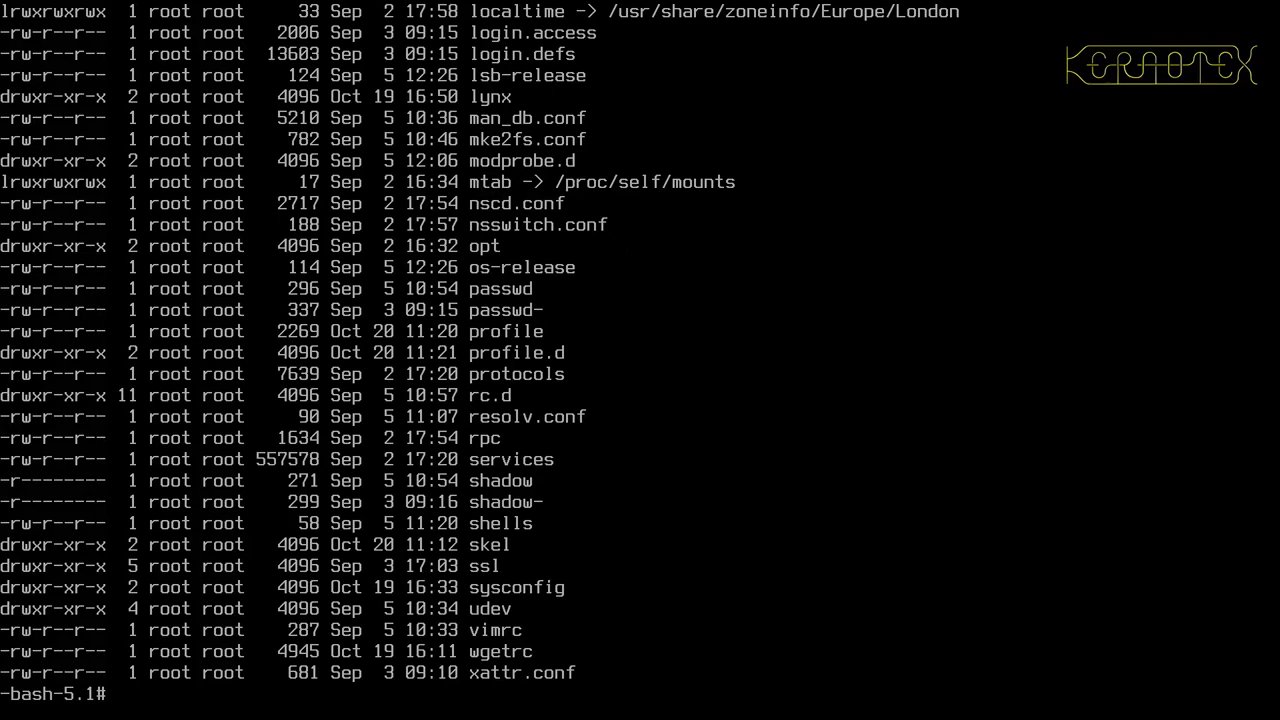 lrwxrwxrwx  1 root root     33 Sep  2 17:58 localtime -> /usr/share/zoneinfo/Europe/London
-rw-r--r--  1 root root   2006 Sep  3 09:15 login.access
-rw-r--r--  1 root root  13603 Sep  3 09:15 login.defs
-rw-r--r--  1 root root    124 Sep  5 12:26 lsb-release
KERNOTEX
drwxr-xr-x  2 root root   4096 Oct 19 16:50 lynx
-rw-r--r--  1 root root   5210 Sep  5 10:36 man_db.conf
-rw-r--r--  1 root root    782 Sep  5 10:46 mke2fs.conf
drwxr-xr-x  2 root root   4096 Sep  5 12:06 modprobe.d
lrwxrwxrwx  1 root root     17 Sep  2 16:34 mtab -> /proc/self/mounts
-rw-r--r--  1 root root   2717 Sep  2 17:54 nscd.conf
-rw-r--r--  1 root root    188 Sep  2 17:57 nsswitch.conf
drwxr-xr-x  2 root root   4096 Sep  2 16:32 opt
-rw-r--r--  1 root root    114 Sep  5 12:26 os-release
-rw-r--r--  1 root root    296 Sep  5 10:54 passwd
-rw-r--r--  1 root root    337 Sep  3 09:15 passwd-
-rw-r--r--  1 root root   2269 Oct 20 11:20 profile
drwxr-xr-x  2 root root   4096 Oct 20 11:21 profile.d
-rw-r--r--  1 root root   7639 Sep  2 17:20 protocols
drwxr-xr-x 11 root root   4096 Sep  5 10:57 rc.d
-rw-r--r--  1 root root     90 Sep  5 11:07 resolv.conf
-rw-r--r--  1 root root   1634 Sep  2 17:54 rpc
-rw-r--r--  1 root root 557578 Sep  2 17:20 services
-r--------  1 root root    271 Sep  5 10:54 shadow
-r--------  1 root root    299 Sep  3 09:16 shadow-
-rw-r--r--  1 root root     58 Sep  5 11:20 shells
drwxr-xr-x  2 root root   4096 Oct 20 11:12 skel
drwxr-xr-x  5 root root   4096 Sep  3 17:03 ssl
drwxr-xr-x  2 root root   4096 Oct 19 16:33 sysconfig
drwxr-xr-x  4 root root   4096 Sep  5 10:34 udev
-rw-r--r--  1 root root    287 Sep  5 10:33 vimrc
-rw-r--r--  1 root root   4945 Oct 19 16:11 wgetrc
-rw-r--r--  1 root root    681 Sep  3 09:10 xattr.conf
-bash-5.1#